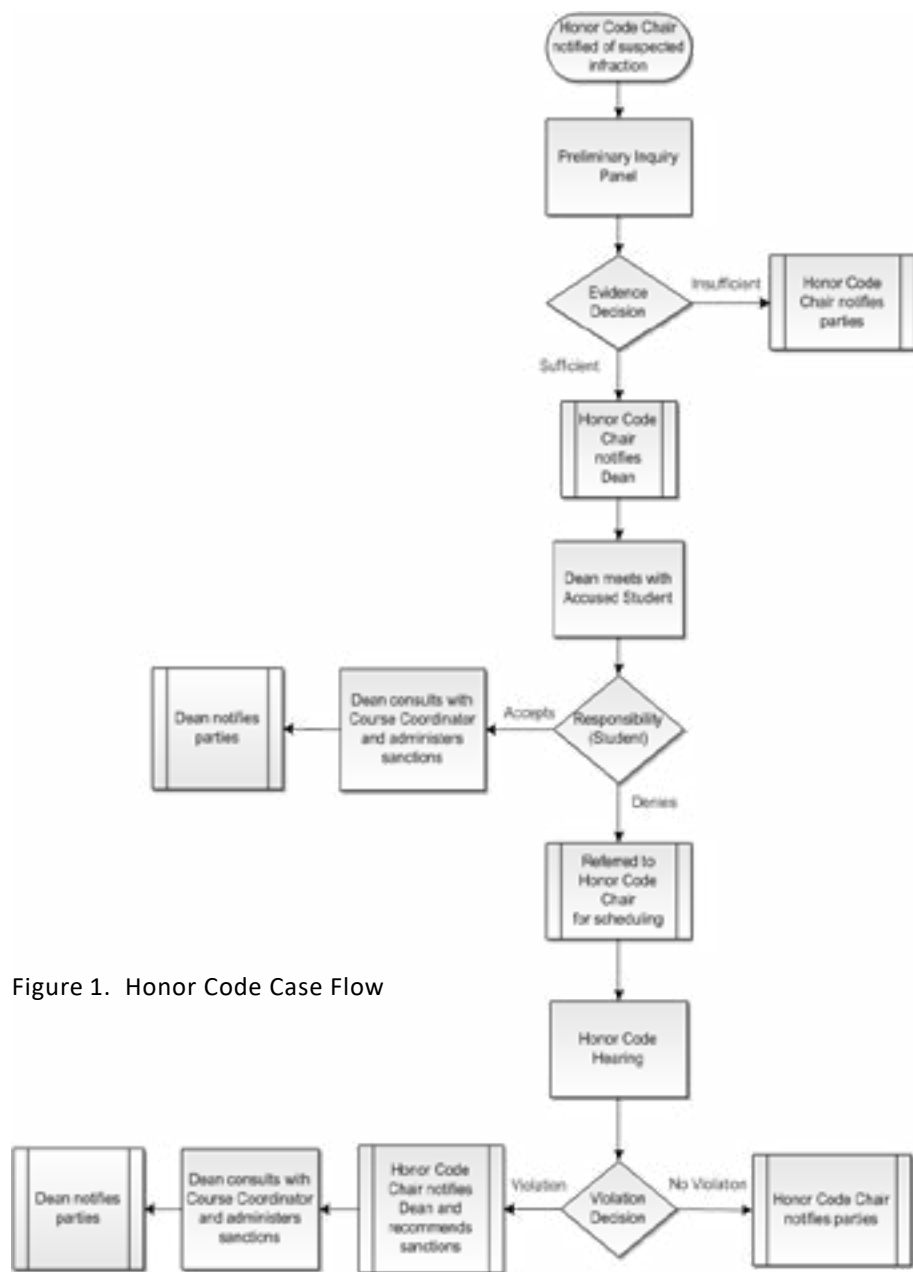 Honor Code Chair
notified of suspected
infraction
Preliminary Inquiry
Panel
Evidence
Decision
Insufficient
Honor Code
Chair notifies
parties
Sufficient
Honor Code
Chair
notifies
Dean
Dean meets with
Accused Student
Responsibility
(Student)
Accepts
Dean consults with
Course Coordinator
and administers
sanctions
Dean notifies
parties
Denies
Referred to
Honor Code
Chair
for scheduling
Figure 1. Honor Code Case Flow
Honor Code
Hearing
Violation
Decision
Violation
Honor Code
Chair notifies
Dean and
recommends
sanctions
Dean consults with
Course Coordinator
and administers
sanctions
Dean notifies
parties
No Violation
Honor Code Chair
notifies parties